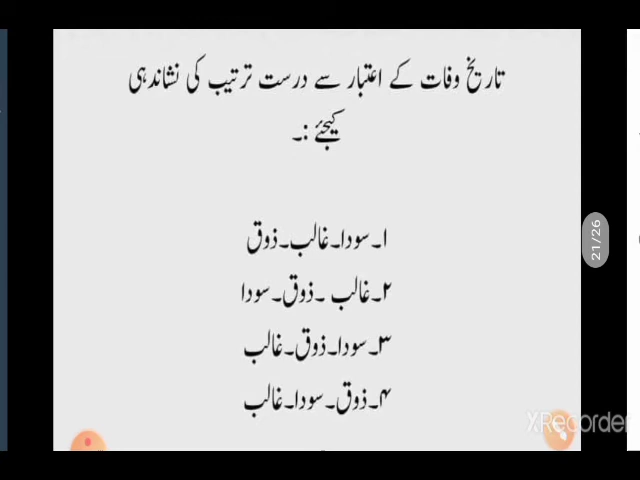 تاریخ وفات کے اعتبار سے درست ترتیب کی نشاندہی
کیجئے :۔
۱۔سودا۔غالب۔ذوق
۲۔غالب ۔ذوق۔سودا
۳۔سودا۔ذوق۔غالب
۴۔ذوق۔سودا۔غالب
21/26
XRecorder